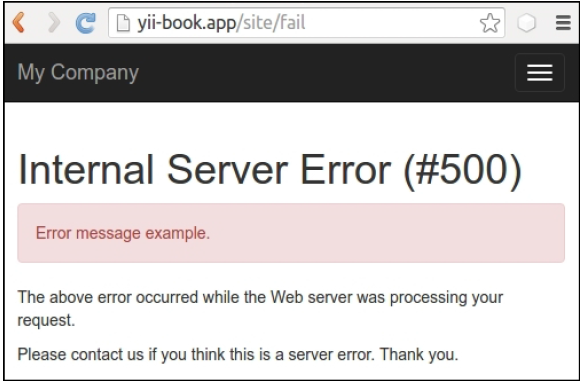 yii-book.app/site/fail
My Company
Internal Server Error (#500)
Error message example.
The above error occurred while the Web server was processing your
request.
Please contact us if you think this is a server error. Thank you.